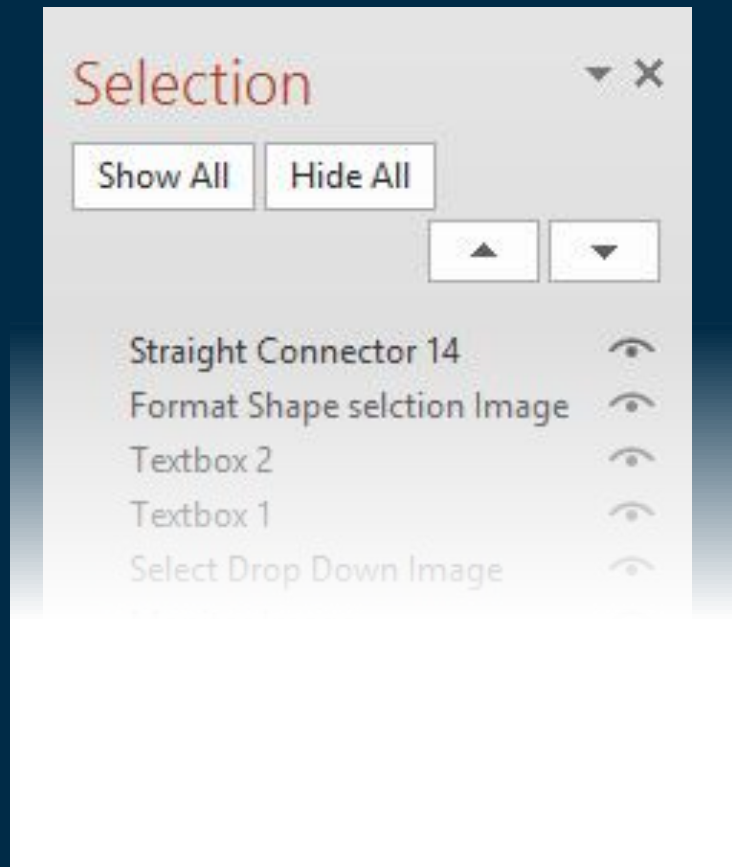 Selection
Show All Hide All
Straight Connector 14
Format Shape selction Image
Textbox 2
Textbox 1
Select Drop Down Image